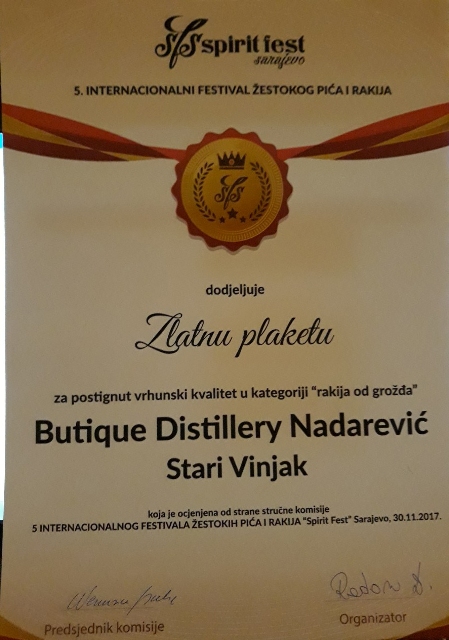 sfs spirit fest
sarajevo
5. INTERNACIONALNI FESTIVAL ŽESTOKOG PIĆA I RAKIJA
sfs
dodjeljuje
Zlatnu plaketu
za postignut vrhunski kvalitet u kategoriji "rakija od grožđa"
Butique Distillery Nadarević
Stari Vinjak
koja je ocjenjena od strane stručne komisije
5 INTERNACIONALNOG FESTIVALA ŽESTOKIH PIĆA I RAKIJA "Spirit Fest" Sarajevo, 30.11.2017.
Predsjednik komisije
Organizator